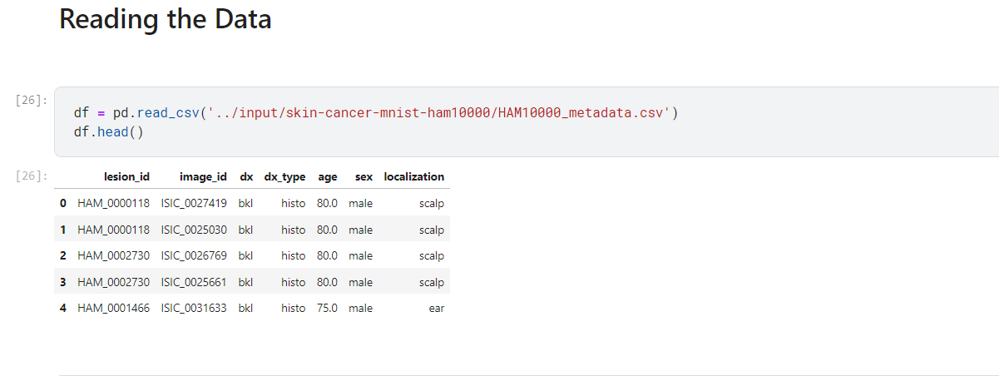 Reading the Data
[26]:
df = pd.read_csv('../input/skin-cancer-mnist-ham10000/HAM10000_metadata.csv')
df.head()
[26]:
lesion_id image_id dx dx_type age sex localization
0 HAM_0000118 ISIC_0027419 bkl histo 80.0 male scalp
1 HAM_0000118 ISIC_0025030 bkl histo 80.0 male scalp
2 HAM_0002730 ISIC_0026769 bkl histo 80.0 male scalp
3 HAM_0002730 ISIC_0025661 bkl histo 80.0 male scalp
4 HAM_0001466 ISIC_0031633 bkl histo 75.0 male ear